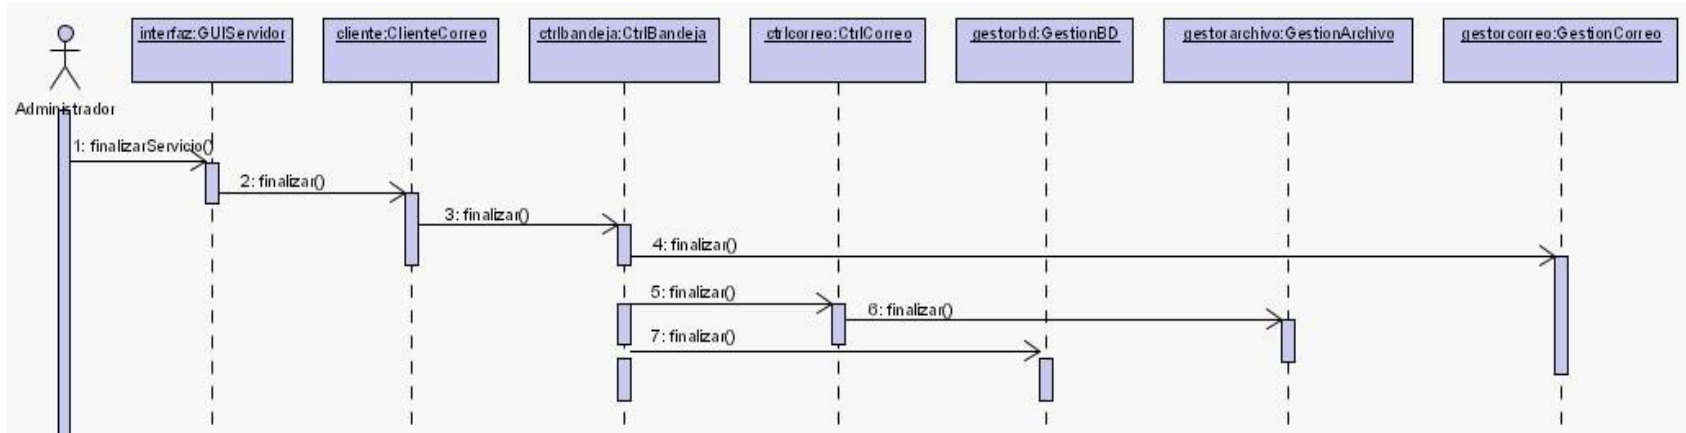 interfaz:GUIServidor
cliente:ClienteCorreo
ctrlbandeja:CtrlBandeja
ctrlcorreo:CtrlCorreo
gestorbd:GestionBD
gestorarchivo:GestionArchivo
gestorcorreo:GestionCorreo
Administrador
1: finalizarServicio()
2: finalizar()
3: finalizar()
4: finalizar()
5: finalizar()
6: finalizar()
7: finalizar()